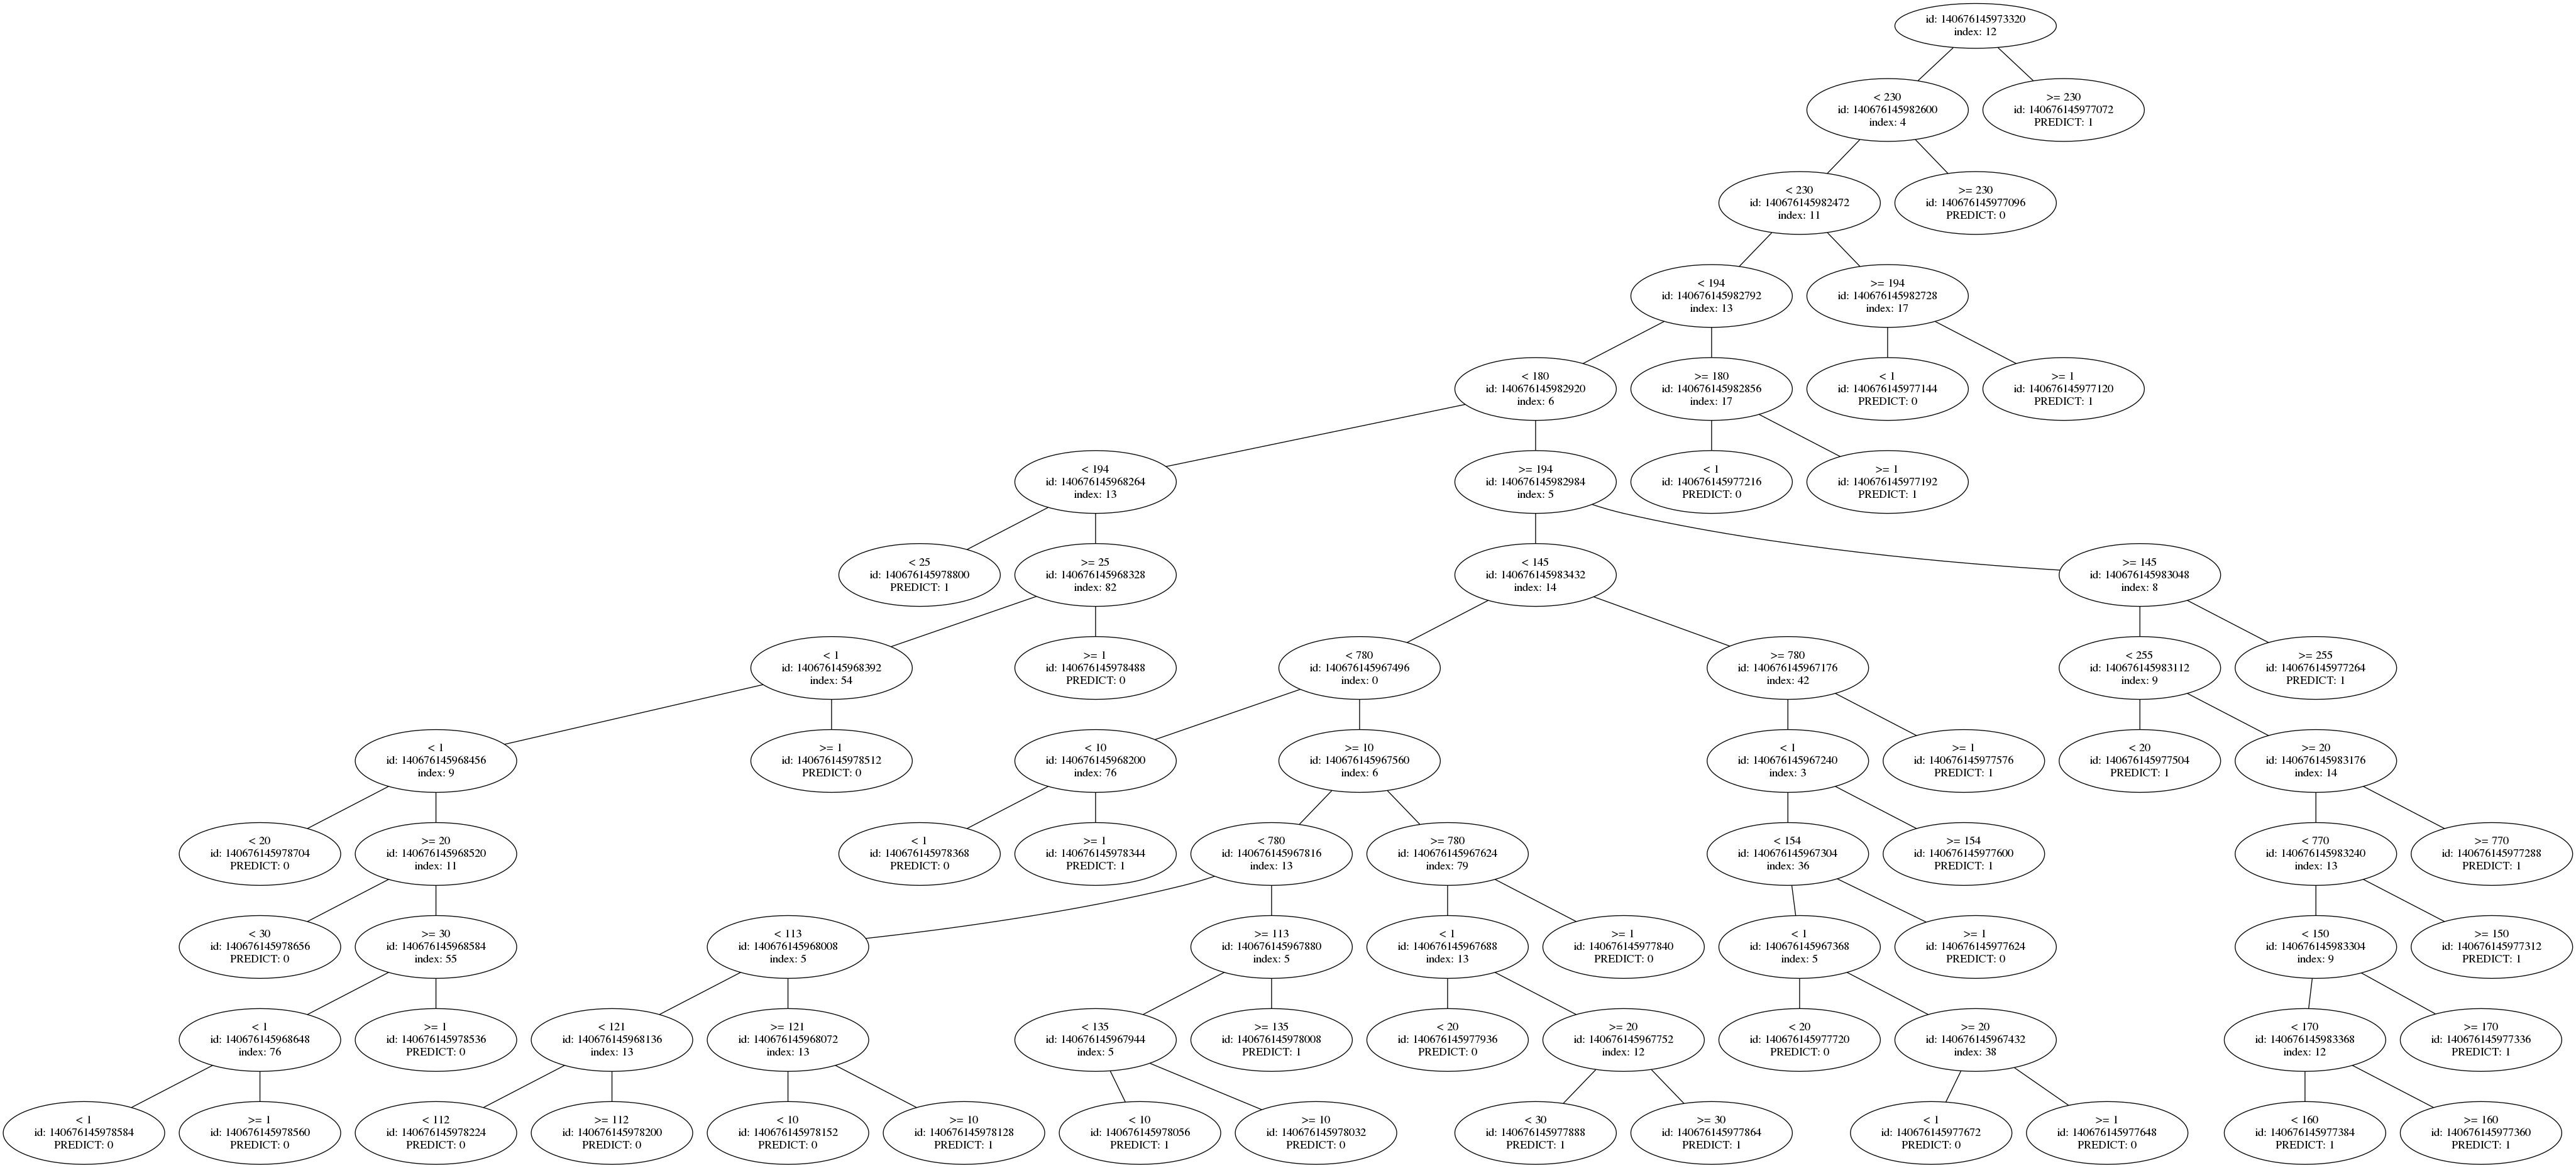 id: 140676145973320
index: 12
< 230
id: 140676145982600
index: 4
>= 230
id: 140676145977072
PREDICT: 1
< 230
id: 140676145982472
index: 11
>= 230
id: 140676145977096
PREDICT: 0
< 194
id: 140676145982792
index: 13
>= 194
id: 140676145982728
index: 17
< 180
id: 140676145982920
index: 6
>= 180
id: 140676145982856
index: 17
< 1
id: 140676145977144
PREDICT: 0
>= 1
id: 140676145977120
PREDICT: 1
< 194
id: 140676145968264
index: 13
>= 194
id: 140676145982984
index: 5
< 1
id: 140676145977216
PREDICT: 0
>= 1
id: 140676145977192
PREDICT: 1
< 25
id: 140676145978800
PREDICT: 1
>= 25
id: 140676145968328
index: 82
< 145
id: 140676145983432
index: 14
>= 145
id: 140676145983048
index: 8
< 1
id: 140676145968392
index: 54
>= 1
id: 140676145978488
PREDICT: 0
< 780
id: 140676145967496
index: 0
>= 780
id: 140676145967176
index: 42
< 255
id: 140676145983112
index: 9
>= 255
id: 140676145977264
PREDICT: 1
< 1
id: 140676145968456
index: 9
>= 1
id: 140676145978512
PREDICT: 0
< 10
id: 140676145968200
index: 76
>= 10
id: 140676145967560
index: 6
< 1
id: 140676145967240
index: 3
>= 1
id: 140676145977576
PREDICT: 1
< 20
id: 140676145977504
PREDICT: 1
>= 20
id: 140676145983176
index: 14
< 20
id: 140676145978704
PREDICT: 0
>= 20
id: 140676145968520
index: 11
< 1
id: 140676145978368
PREDICT: 0
>= 1
id: 140676145978344
PREDICT: 1
< 780
id: 140676145967816
index: 13
>= 780
id: 140676145967624
index: 79
< 154
id: 140676145967304
index: 36
>= 154
id: 140676145977600
PREDICT: 1
< 770
id: 140676145983240
index: 13
>= 770
id: 140676145977288
PREDICT: 1
< 30
id: 140676145978656
PREDICT: 0
>= 30
id: 140676145968584
index: 55
< 113
id: 140676145968008
index: 5
>= 113
id: 140676145967880
index: 5
< 1
id: 140676145967688
index: 13
>= 1
id: 140676145977840
PREDICT: 0
< 1
id: 140676145967368
index: 5
>= 1
id: 140676145977624
PREDICT: 0
< 150
id: 140676145983304
index: 9
>= 150
id: 140676145977312
PREDICT: 1
< 1
id: 140676145968648
index: 76
>= 1
id: 140676145978536
PREDICT: 0
< 121
id: 140676145968136
index: 13
>= 121
id: 140676145968072
index: 13
< 135
id: 140676145967944
index: 5
>= 135
id: 140676145978008
PREDICT: 1
< 20
id: 140676145977936
PREDICT: 0
>= 20
id: 140676145967752
index: 12
< 20
id: 140676145977720
PREDICT: 0
>= 20
id: 140676145967432
index: 38
< 170
id: 140676145983368
index: 12
>= 170
id: 140676145977336
PREDICT: 1
< 1
id: 140676145978584
PREDICT: 0
>= 1
id: 140676145978560
PREDICT: 0
< 112
id: 140676145978224
PREDICT: 0
>= 112
id: 140676145978200
PREDICT: 0
< 10
id: 140676145978152
PREDICT: 0
>= 10
id: 140676145978128
PREDICT: 1
< 10
id: 140676145978056
PREDICT: 1
>= 10
id: 140676145978032
PREDICT: 0
< 30
id: 140676145977888
PREDICT: 1
>= 30
id: 140676145977864
PREDICT: 1
< 1
id: 140676145977672
PREDICT: 0
>= 1
id: 140676145977648
PREDICT: 0
< 160
id: 140676145977384
PREDICT: 1
>= 160
id: 140676145977360
PREDICT: 1